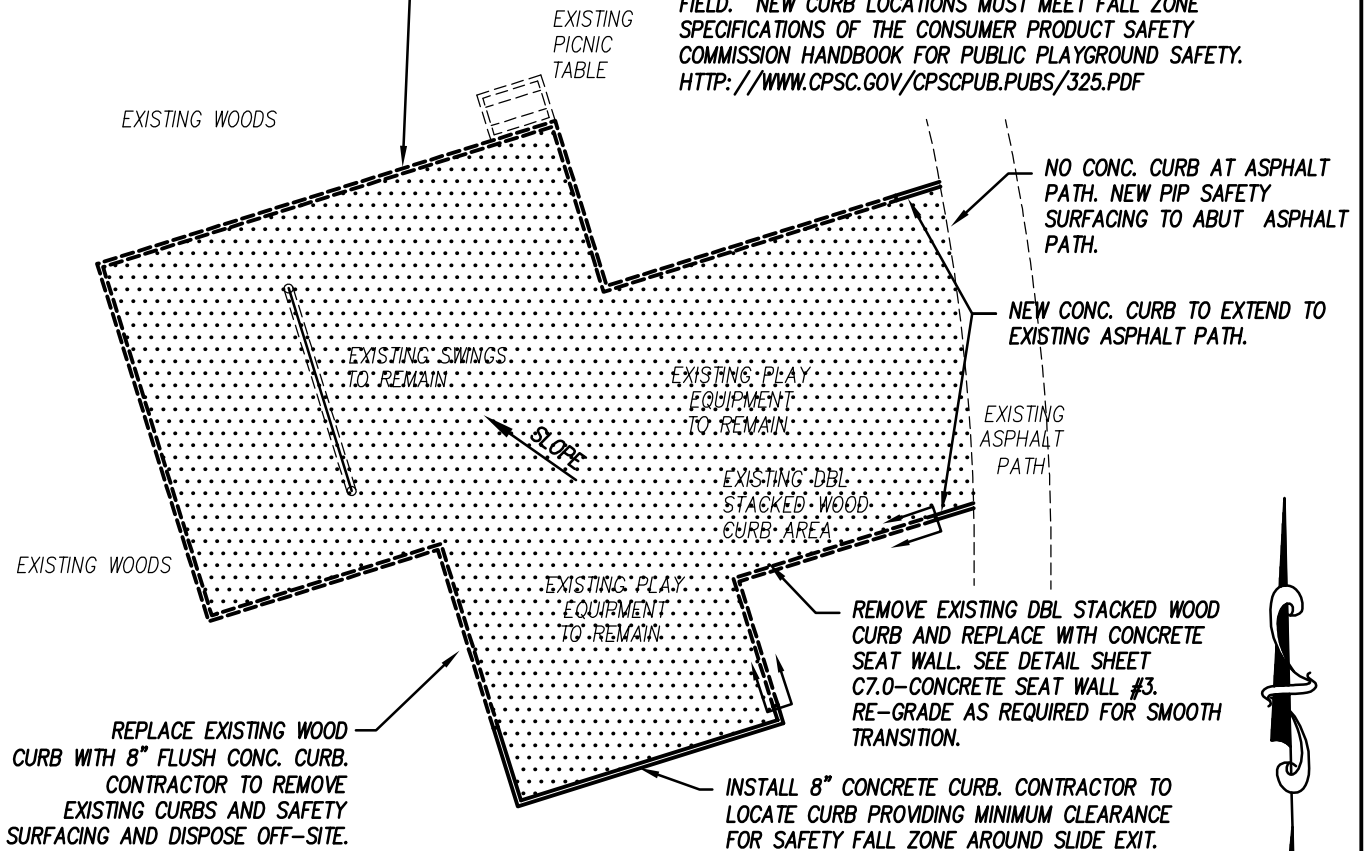 FIELD. NEW CURB LOCATIONS MUST MEET FALL ZONE
SPECIFICATIONS OF THE CONSUMER PRODUCT SAFETY
COMMISSION HANDBOOK FOR PUBLIC PLAYGROUND SAFETY.
HTTP://WWW.CPSC.GOV/CPSCPUB.PUBS/325.PDF
EXISTING
PICNIC
TABLE
EXISTING WOODS
NO CONC. CURB AT ASPHALT
PATH. NEW PIP SAFETY
SURFACING TO ABUT ASPHALT
PATH.
NEW CONC. CURB TO EXTEND TO
EXISTING ASPHALT PATH.
EXISTING SWINGS
TO REMAIN
EXISTING PLAY
EQUIPMENT
TO REMAIN
SLOPE
EXISTING
ASPHALT
PATH
EXISTING DBL
STACKED WOOD
CURB AREA
EXISTING WOODS
EXISTING PLAY
EQUIPMENT
TO REMAIN
REMOVE EXISTING DBL STACKED WOOD
CURB AND REPLACE WITH CONCRETE
SEAT WALL. SEE DETAIL SHEET
C7.0-CONCRETE SEAT WALL #3.
RE-GRADE AS REQUIRED FOR SMOOTH
TRANSITION.
REPLACE EXISTING WOOD
CURB WITH 8" FLUSH CONC. CURB.
CONTRACTOR TO REMOVE
EXISTING CURBS AND SAFETY
SURFACING AND DISPOSE OFF-SITE.
INSTALL 8" CONCRETE CURB. CONTRACTOR TO
LOCATE CURB PROVIDING MINIMUM CLEARANCE
FOR SAFETY FALL ZONE AROUND SLIDE EXIT.